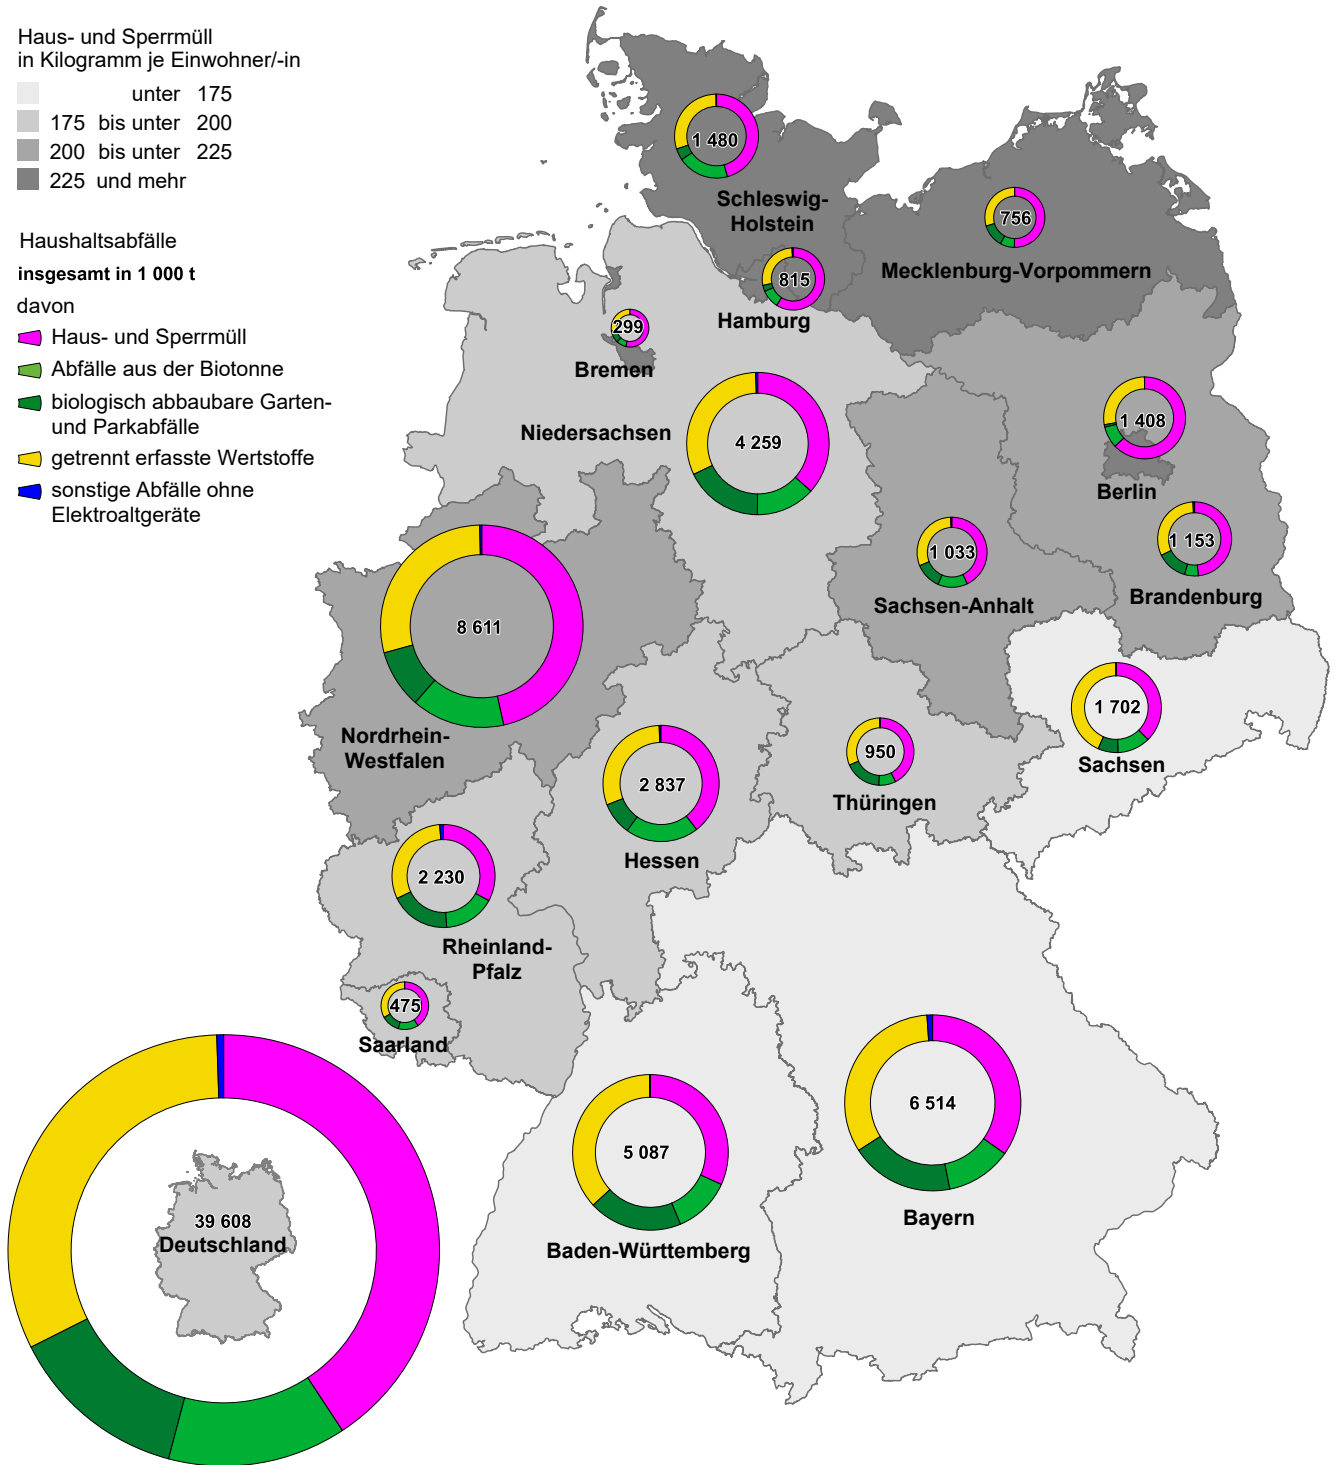 Haus- und Sperrmüll
in Kilogramm je Einwohner/-in
unter 175
175 bis unter 200
200 bis unter 225
225 und mehr
Haushaltsabfälle
insgesamt in 1 000 t
davon
Haus- und Sperrmüll
Abfälle aus der Biotonne
biologisch abbaubare Garten-
und Parkabfälle
getrennt erfasste Wertstoffe
sonstige Abfälle ohne
Elektroaltgeräte
1 480
Schleswig-
Holstein
756
Mecklenburg-Vorpommern
815
Hamburg
299
Bremen
4 259
Niedersachsen
1 408
Berlin
1 153
Brandenburg
1 033
Sachsen-Anhalt
8 611
Nordrhein-
Westfalen
1 702
Sachsen
950
Thüringen
2 837
Hessen
2 230
Rheinland-
Pfalz
475
Saarland
5 087
Baden-Württemberg
6 514
Bayern
39 608
Deutschland